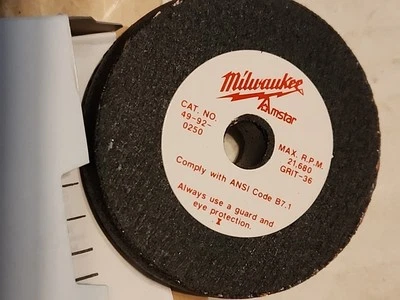 Milwaukee
Amstar
CAT. NO.
49-92-
0250
MAX. R.P.M.
21,680
GRIT-36
Comply with ANSI Code B7.1
Always use a guard and
eye protection.
I